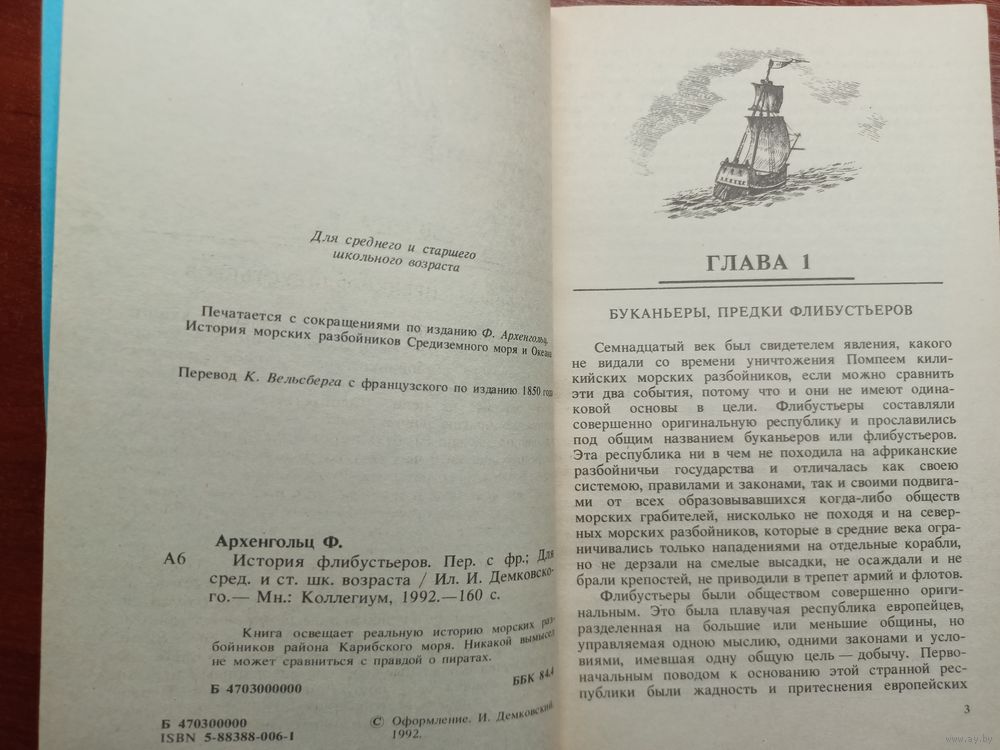 Для среднего и старшего
школьного возраста
Печатается с сокращениями по изданию Ф. Архенгольц.
История морских разбойников Средиземного моря и Океана
Перевод К. Вельсберга с французского по изданию 1850 года
Архенгольц Ф.
А6 История флибустьеров. Пер. с фр.; Для
сред. и ст. шк. возраста / Ил. И. Демковско-
го.— Мн.: Коллегиум, 1992.—160 с.
Книга освещает реальную историю морских раз-
бойников района Карибского моря. Никакой вымысел
не может сравниться с правдой о пиратах.
Б 4703000000
ББК 84.4
Б 470300000
ISBN 5-88388-006-1
© Оформление. И. Демковский,
1992.
ГЛАВА 1
БУКАНЬЕРЫ, ПРЕДКИ ФЛИБУСТЬЕРОВ
Семнадцатый век был свидетелем явления, какого
не видали со времени уничтожения Помпеем кили-
кийских морских разбойников, если можно сравнить
эти два события, потому что и они не имеют одина-
ковой основы в цели. Флибустьеры составляли
совершенно оригинальную республику и прославились
под общим названием буканьеров или флибустьеров.
Эта республика ни в чем не походила на африканские
разбойничьи государства и отличалась как своею
системою, правилами и законами, так и своими подвига-
ми от всех образовывавшихся когда-либо обществ
морских грабителей, нисколько не походя и на север-
ных морских разбойников, которые в средние века огра-
ничивались только нападениями на отдельные корабли,
но не дерзали на смелые высадки, не осаждали и не
брали крепостей, не приводили в трепет армий и флотов.
Флибустьеры были обществом совершенно ориги-
нальным. Это была плавучая республика европейцев,
разделенная на большие или меньшие общины, но
управляемая одною мыслию, одними законами и усло-
виями, имевшая одну общую цель — добычу. Перво-
начальным поводом к основанию этой странной рес-
публики были жадность и притеснения европейских
3
www.ay.by